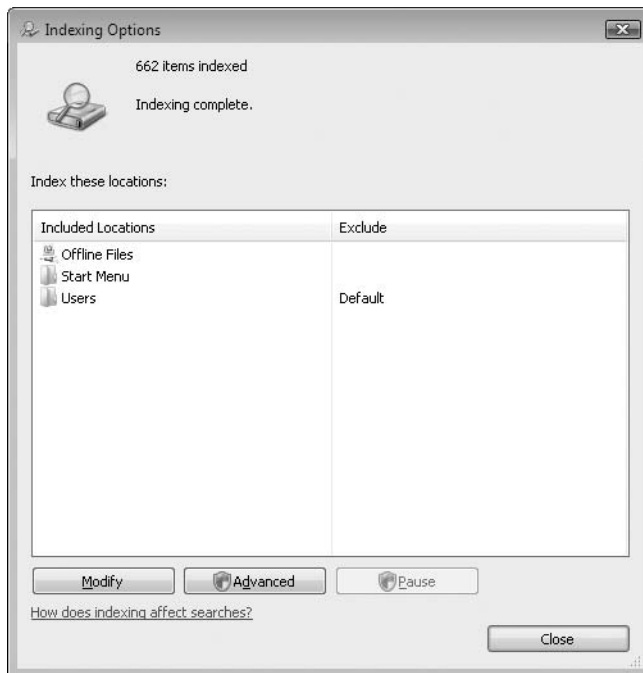 Indexing Options
662 items indexed
Indexing complete.
Index these locations:
Included Locations Exclude
Offline Files
Start Menu
Users Default
Modify Advanced Pause
How does indexing affect searches?
Close